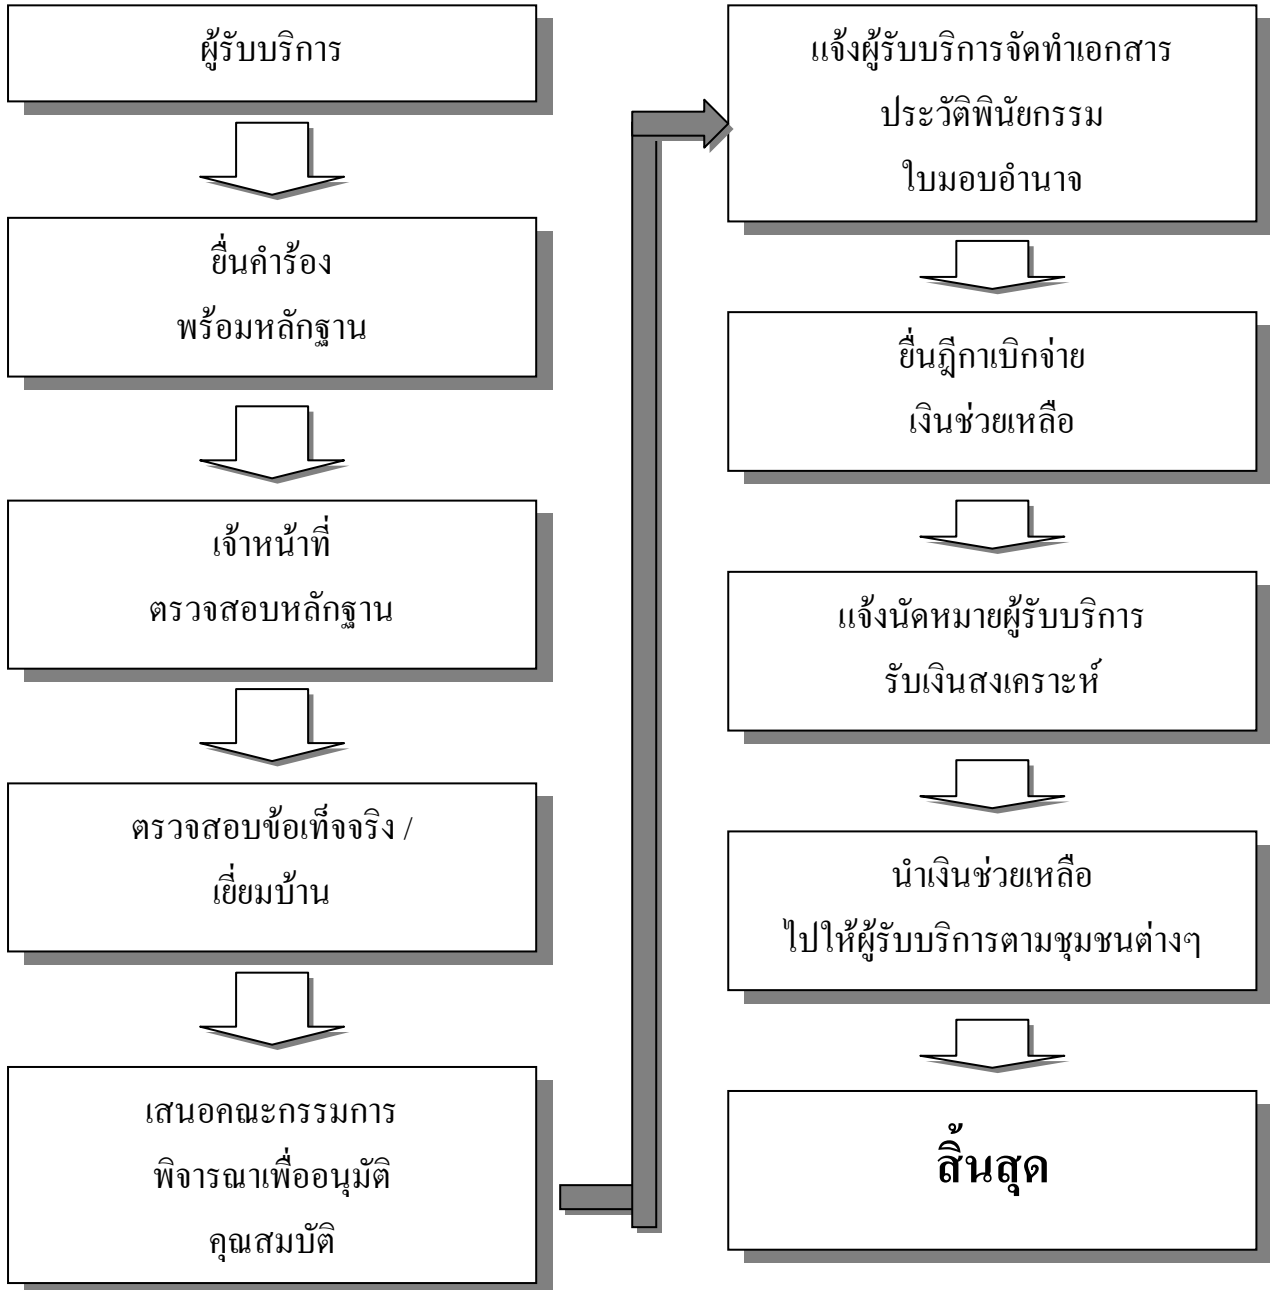 ผู้รับบริการ
ยื่นคำร้อง
พร้อมหลักฐาน
เจ้าหน้าที่
ตรวจสอบหลักฐาน
ตรวจสอบข้อเท็จจริง /
เยี่ยมบ้าน
เสนอคณะกรรมการ
พิจารณาเพื่ออนุมัติ
คุณสมบัติ
แจ้งผู้รับบริการจัดทำเอกสาร
ประวัติพินัยกรรม
ใบมอบอำนาจ
ยื่นฎีกาเบิกจ่าย
เงินช่วยเหลือ
แจ้งนัดหมายผู้รับบริการ
รับเงินสงเคราะห์
นำเงินช่วยเหลือ
ไปให้ผู้รับบริการตามชุมชนต่างๆ
สิ้นสุด